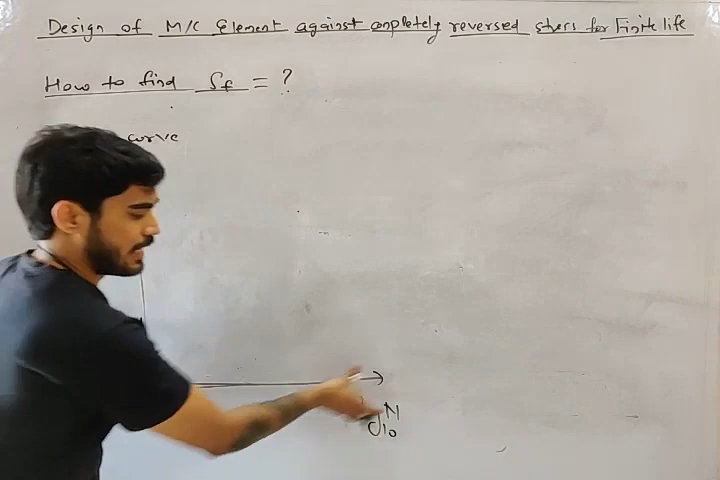 Design of M/C Element against completely reversed stress for Finite life
How to find Sf = ?
curve
N
10